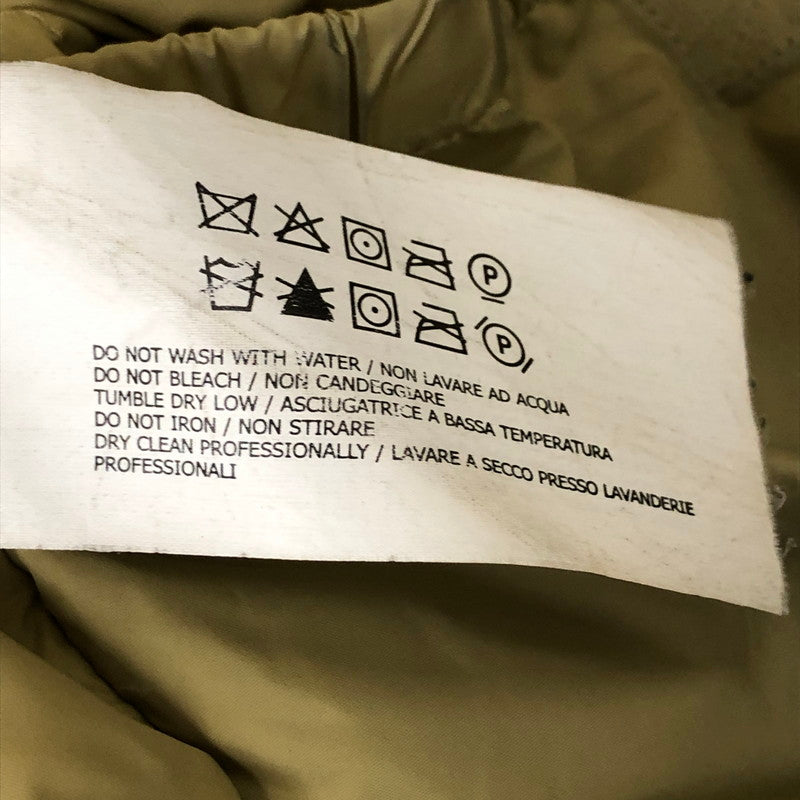 P
P
DO NOT WASH WITH WATER / NON LAVARE AD ACQUA
DO NOT BLEACH / NON CANDEGGIARE
TUMBLE DRY LOW / ASCIUGATRICE A BASSA TEMPERATURA
DO NOT IRON / NON STIRARE
DRY CLEAN PROFESSIONALLY / LAVARE A SECCO PRESSO LAVANDERIE
PROFESSIONALI